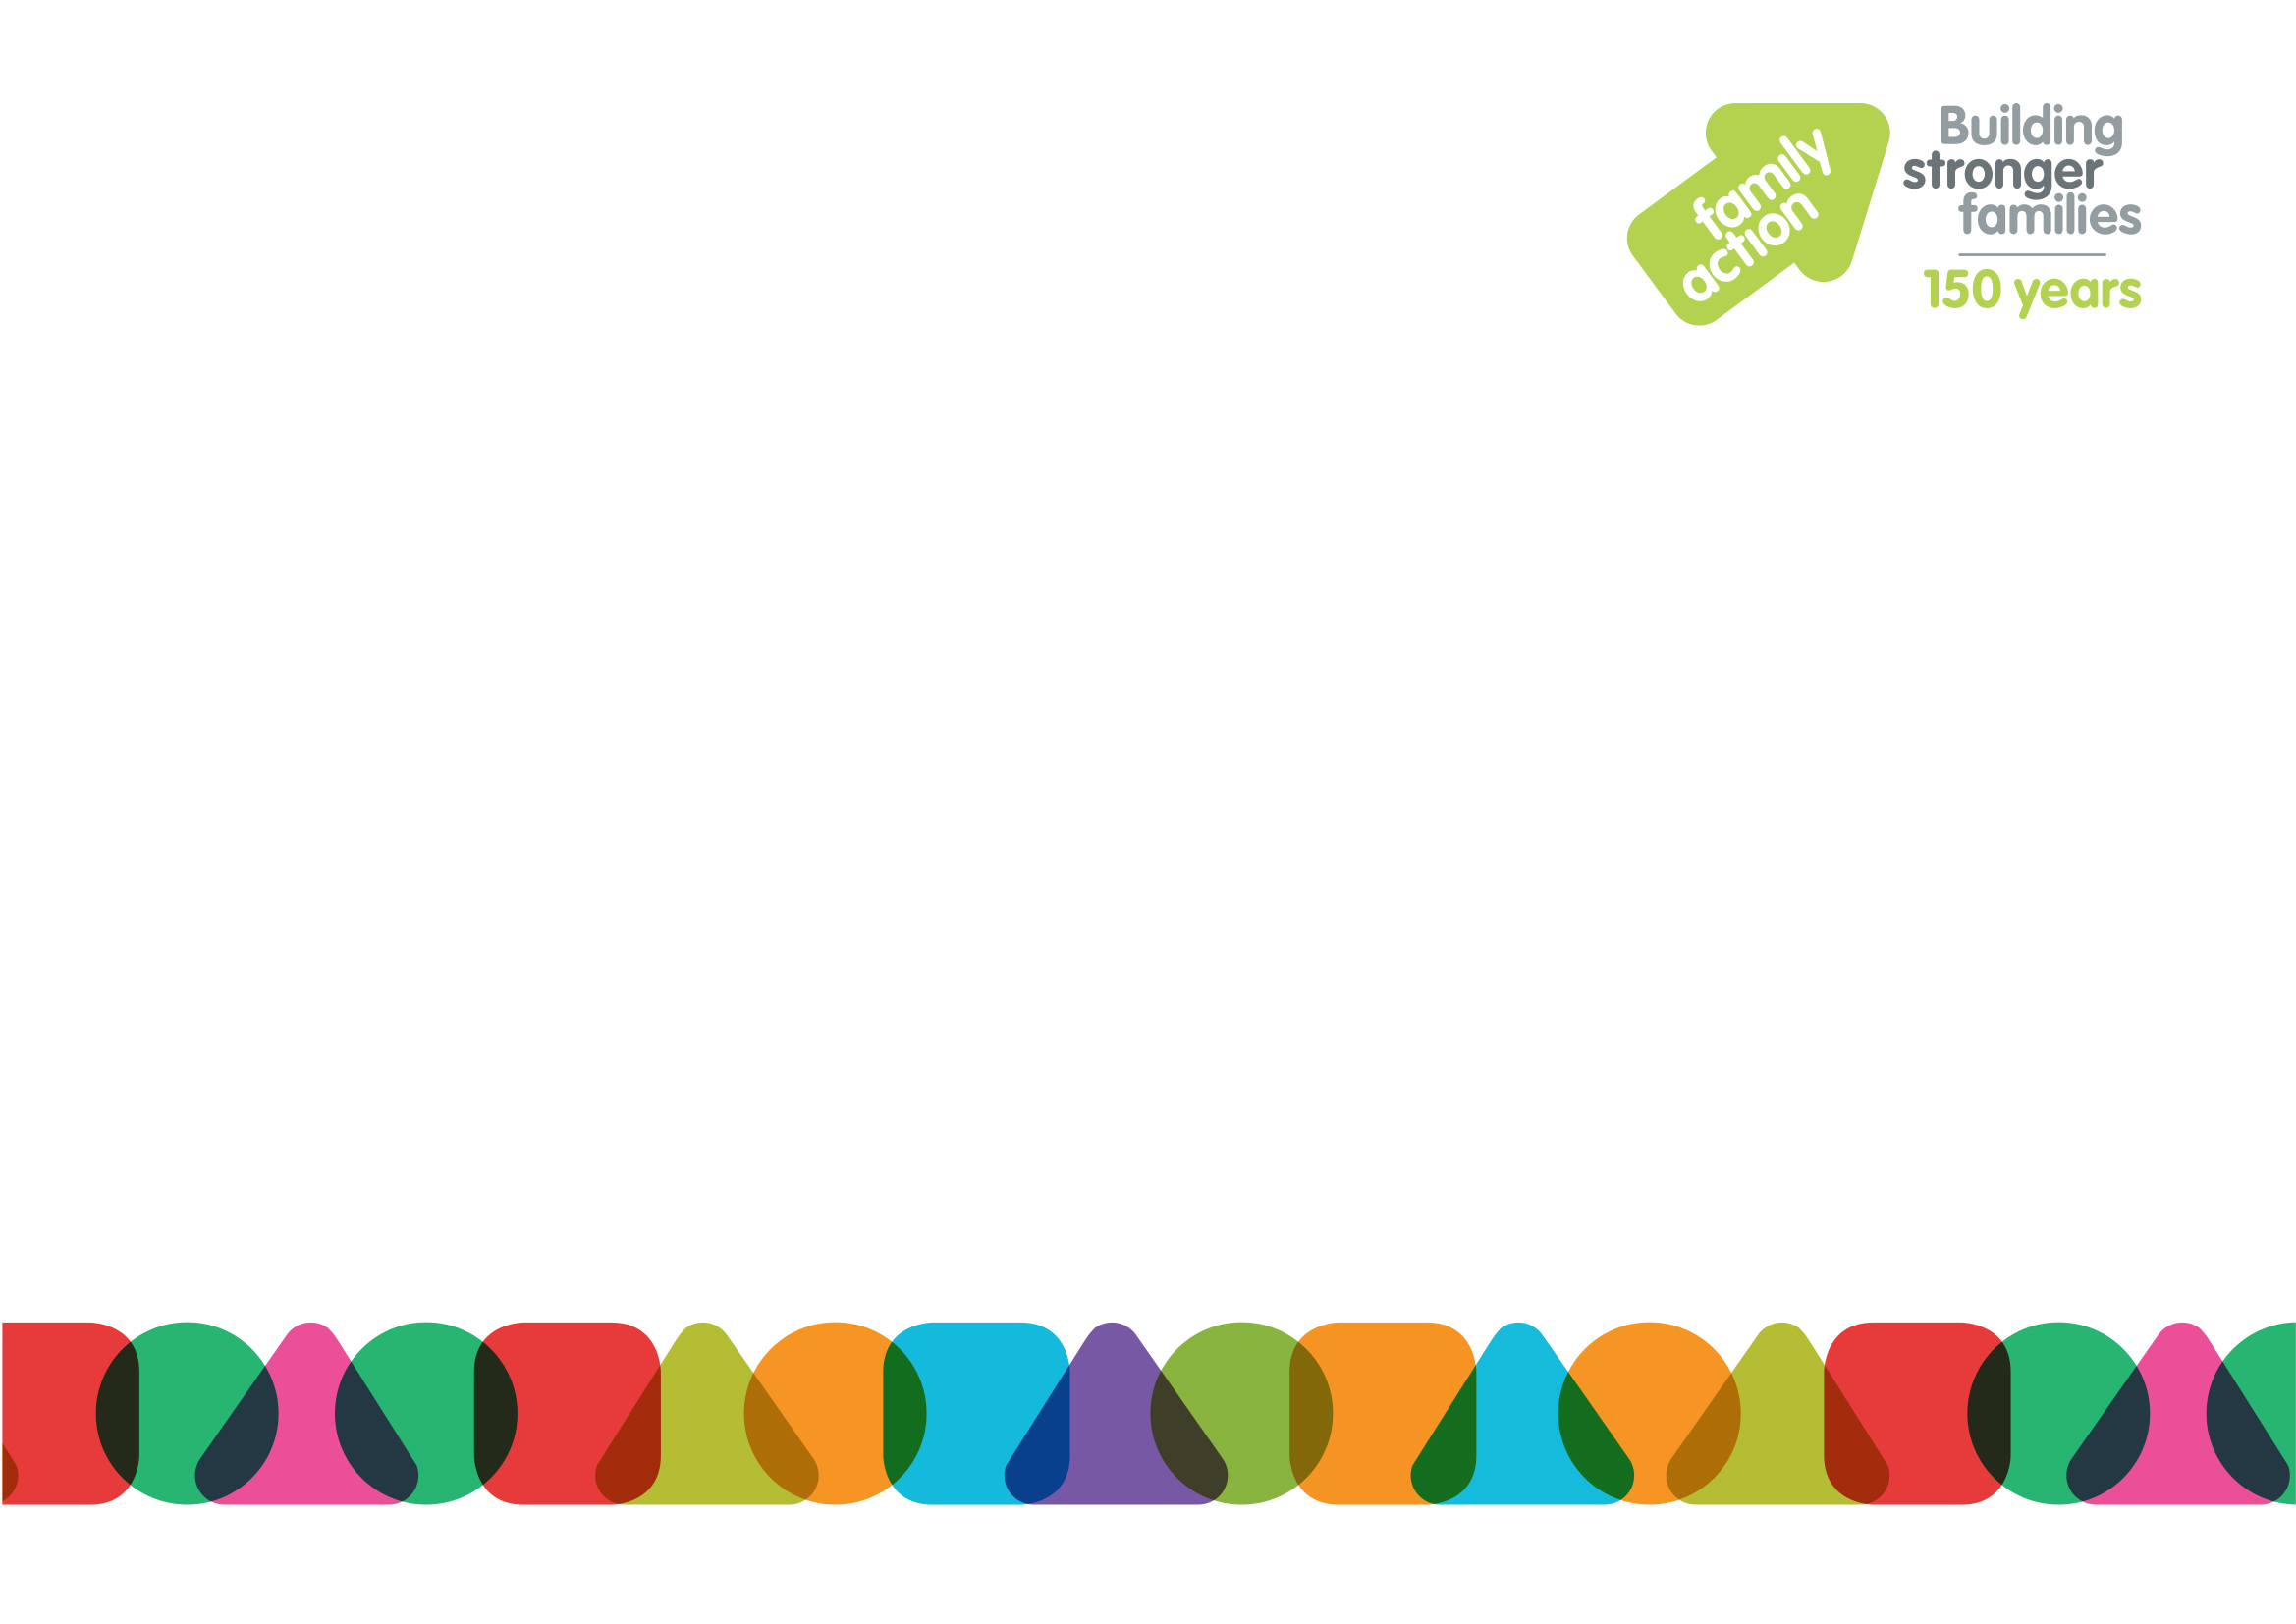 family
action
Building
stronger
families
150 years